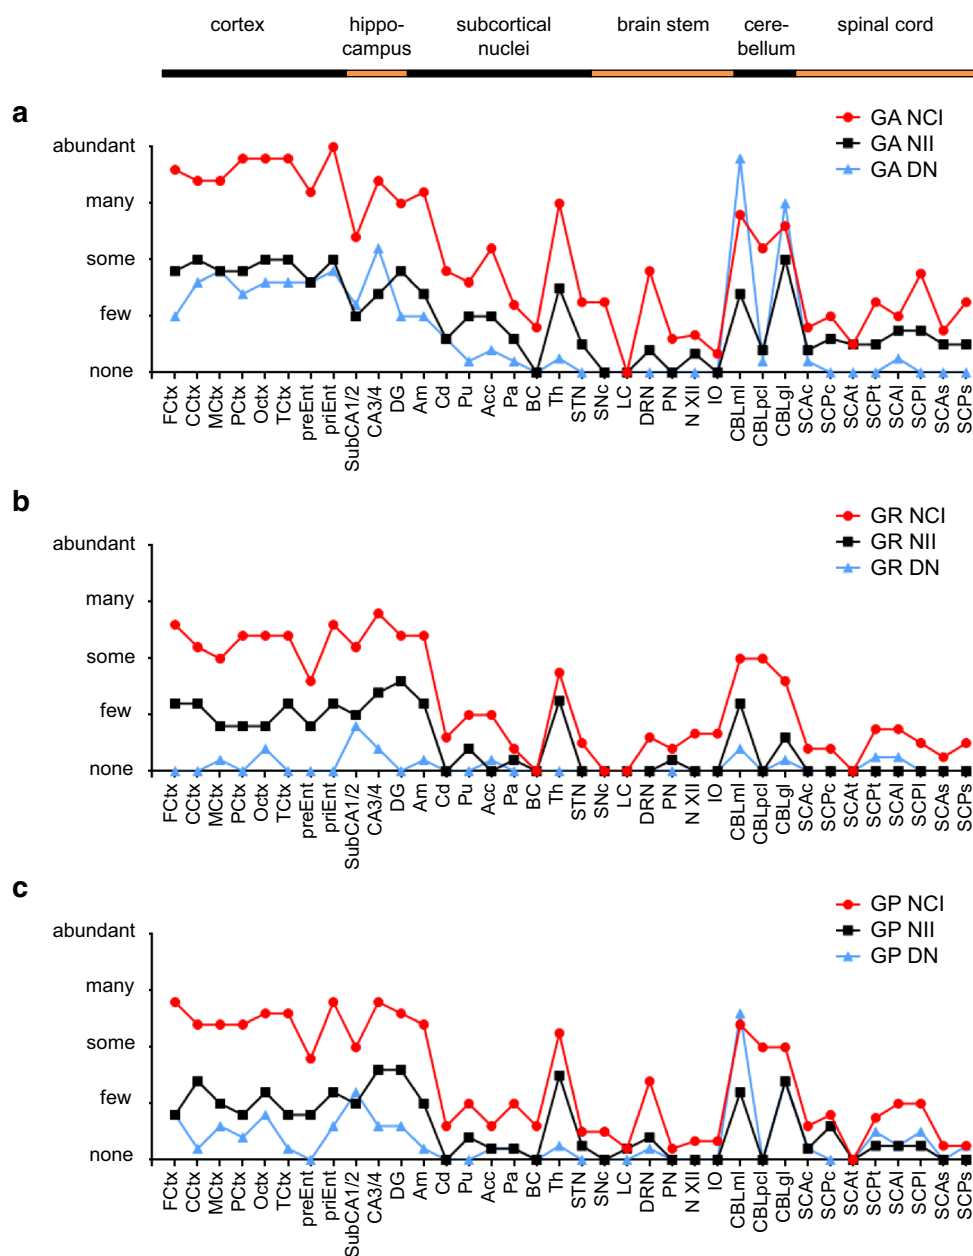 cortex
hippo-
campus
subcortical
nuclei
brain stem
cere-
bellum
spinal cord
a
GA NCI
GA NII
GA DN
abundant
many
some
few
none
FCtx
CCtx
MCtx
PCtx
Octx
TCtx
preEnt
priEnt
SubCA1/2
CA3/4
DG
Am
Cd
Pu
Acc
Pa
BC
Th
STN
SNc
LC
DRN
PN
N XII
IO
CBLml
CBLpcl
CBLgl
SCAc
SCPc
SCAt
SCPt
SCAl
SCPl
SCAs
SCPs
b
GR NCI
GR NII
GR DN
abundant
many
some
few
none
FCtx
CCtx
MCtx
PCtx
Octx
TCtx
preEnt
priEnt
SubCA1/2
CA3/4
DG
Am
Cd
Pu
Acc
Pa
BC
Th
STN
SNc
LC
DRN
PN
N XII
IO
CBLml
CBLpcl
CBLgl
SCAc
SCPc
SCAt
SCPt
SCAl
SCPl
SCAs
SCPs
c
GP NCI
GP NII
GP DN
abundant
many
some
few
none
FCtx
CCtx
MCtx
PCtx
Octx
TCtx
preEnt
priEnt
SubCA1/2
CA3/4
DG
Am
Cd
Pu
Acc
Pa
BC
Th
STN
SNc
LC
DRN
PN
N XII
IO
CBLml
CBLpcl
CBLgl
SCAc
SCPc
SCAt
SCPt
SCAl
SCPl
SCAs
SCPs